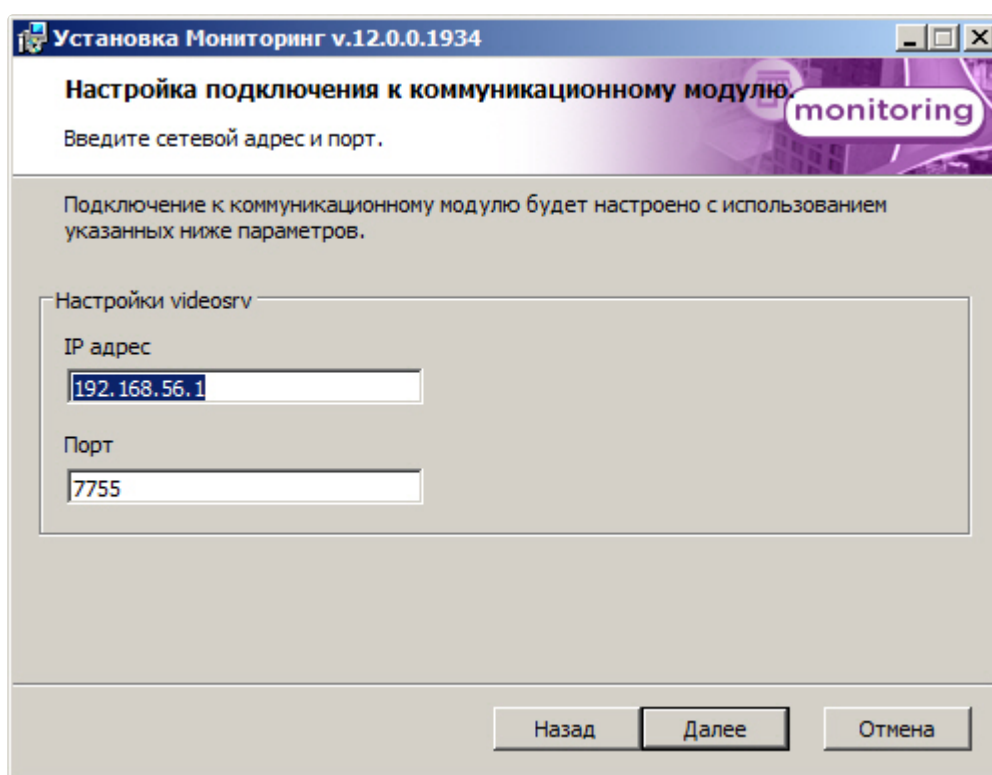 Установка Мониторинг v.12.0.0.1934
Настройка подключения к коммуникационному модулю.
monitoring
Введите сетевой адрес и порт.
Подключение к коммуникационному модулю будет настроено с использованием
указанных ниже параметров.
Настройки videosrv
IP адрес
192.168.56.1
Порт
7755
Назад
Далее
Отмена